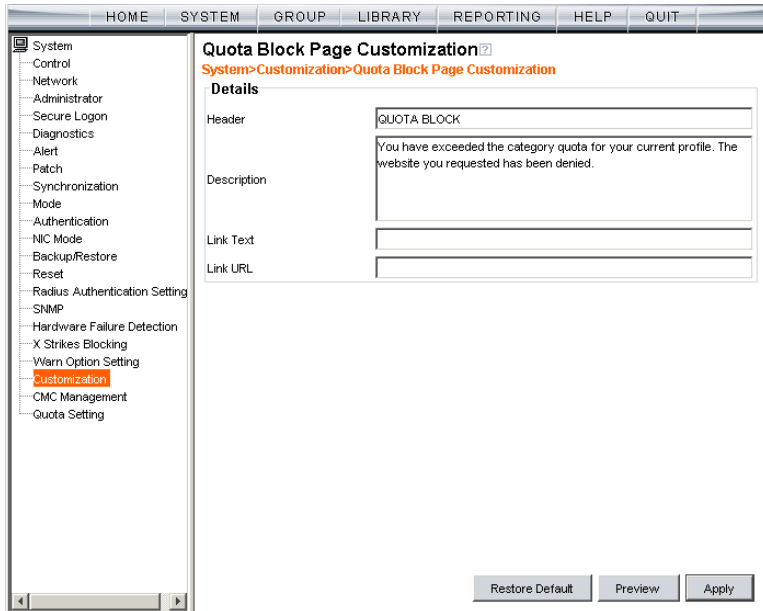 HOME SYSTEM GROUP LIBRARY REPORTING HELP QUIT
System
Control
Network
Administrator
Secure Logon
Diagnostics
Alert
Patch
Synchronization
Mode
Authentication
NIC Mode
Backup/Restore
Reset
Radius Authentication Setting
SNMP
Hardware Failure Detection
X Strikes Blocking
Warn Option Setting
Customization
CMC Management
Quota Setting
Quota Block Page Customization ?
System>Customization>Quota Block Page Customization
Details
Header
QUOTA BLOCK
Description
You have exceeded the category quota for your current profile. The
website you requested has been denied.
Link Text
Link URL
Restore Default Preview Apply